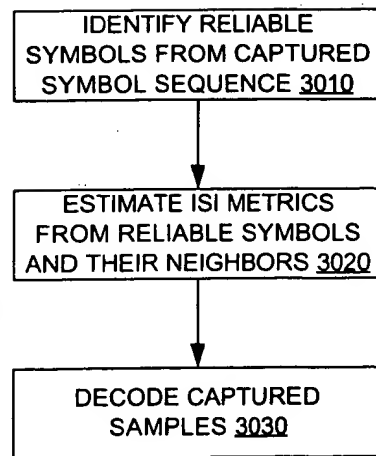 IDENTIFY RELIABLE
SYMBOLS FROM CAPTURED
SYMBOL SEQUENCE 3010
ESTIMATE ISI METRICS
FROM RELIABLE SYMBOLS
AND THEIR NEIGHBORS 3020
DECODE CAPTURED
SAMPLES 3030